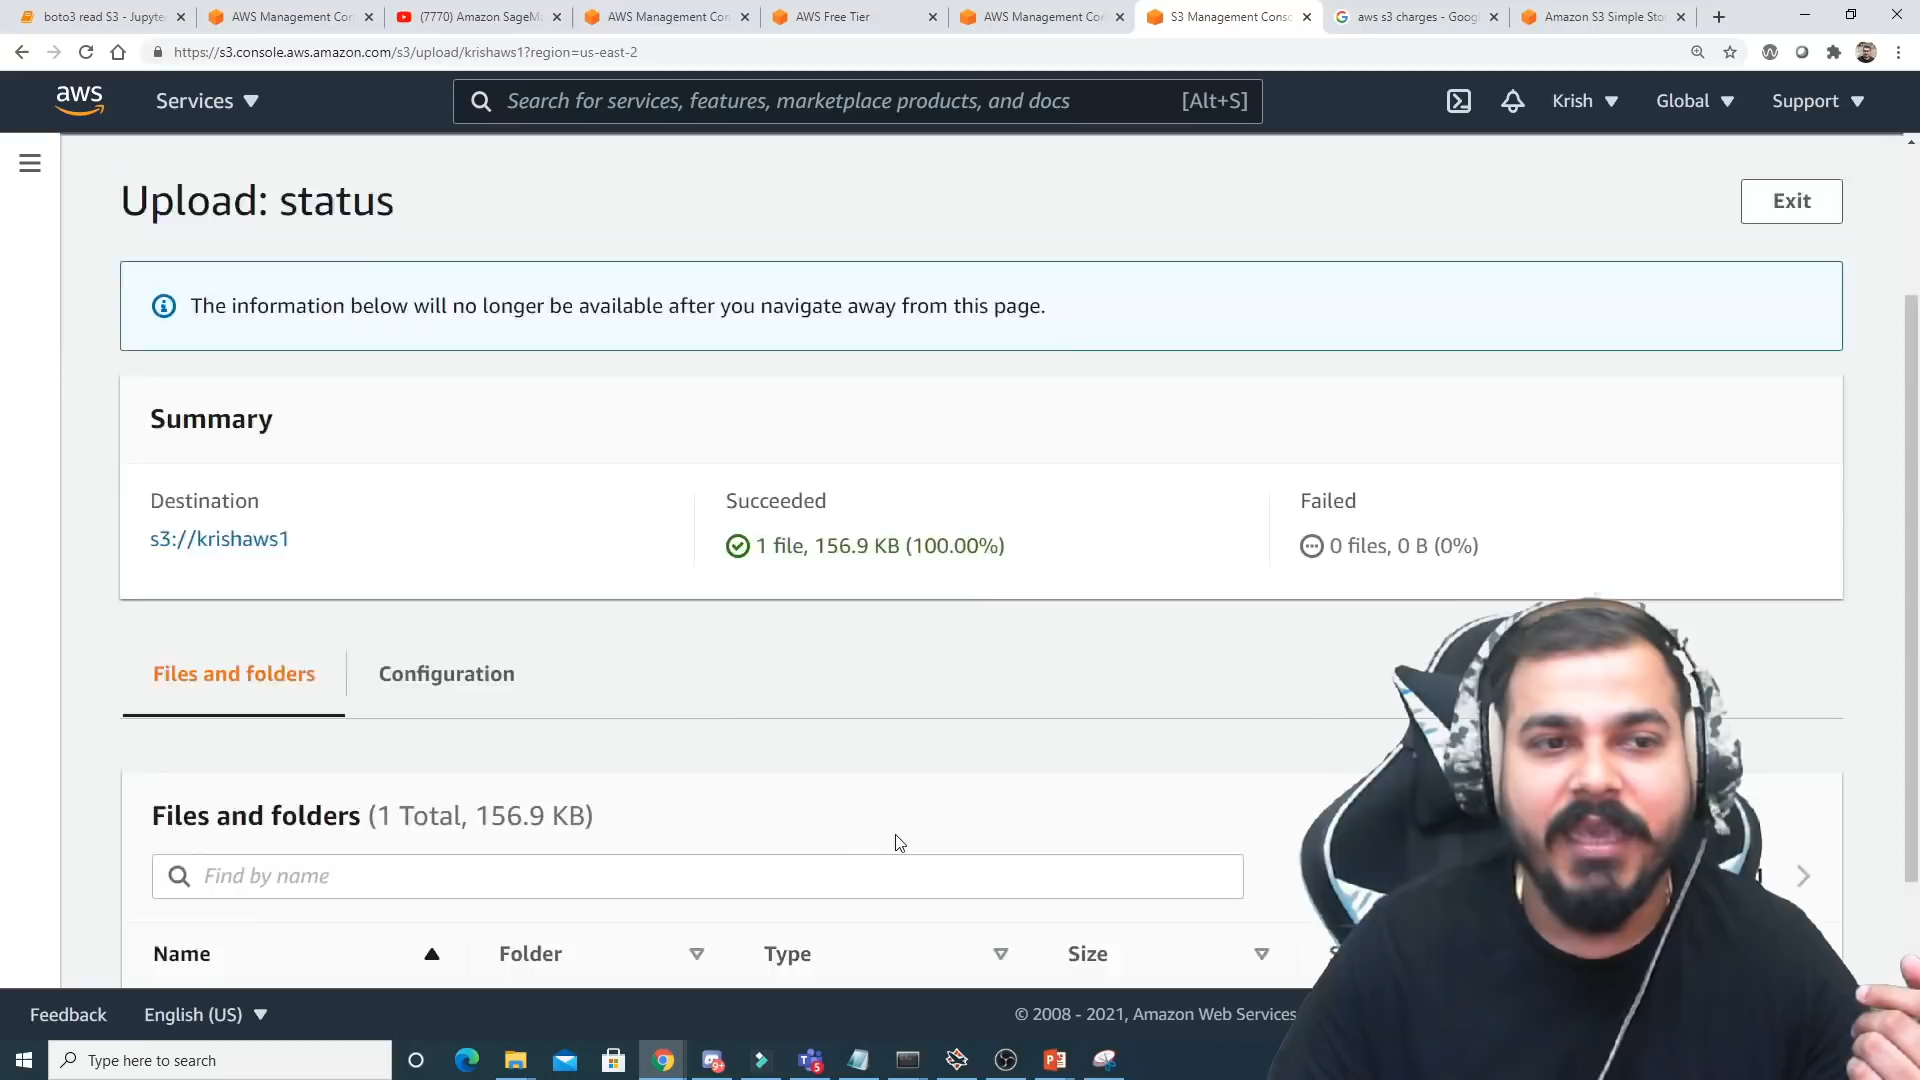 boto3 read S3 - Jupyte
AWS Management Con
(7770) Amazon SageMa
AWS Management Con
AWS Free Tier
AWS Management Con
S3 Management Conso
aws s3 charges - Goog
Amazon S3 Simple Sto
https://s3.console.aws.amazon.com/s3/upload/krishaws1?region=us-east-2
aws
Services
Search for services, features, marketplace products, and docs
[Alt+S]
Krish
Global
Support
Upload: status
Exit
The information below will no longer be available after you navigate away from this page.
Summary
Destination
Succeeded
Failed
s3://krishaws1
1 file, 156.9 KB (100.00%)
0 files, 0 B (0%)
Files and folders
Configuration
Files and folders (1 Total, 156.9 KB)
Find by name
Name
Folder
Type
Size
Feedback
English (US)
© 2008 - 2021, Amazon Web Services
Type here to search